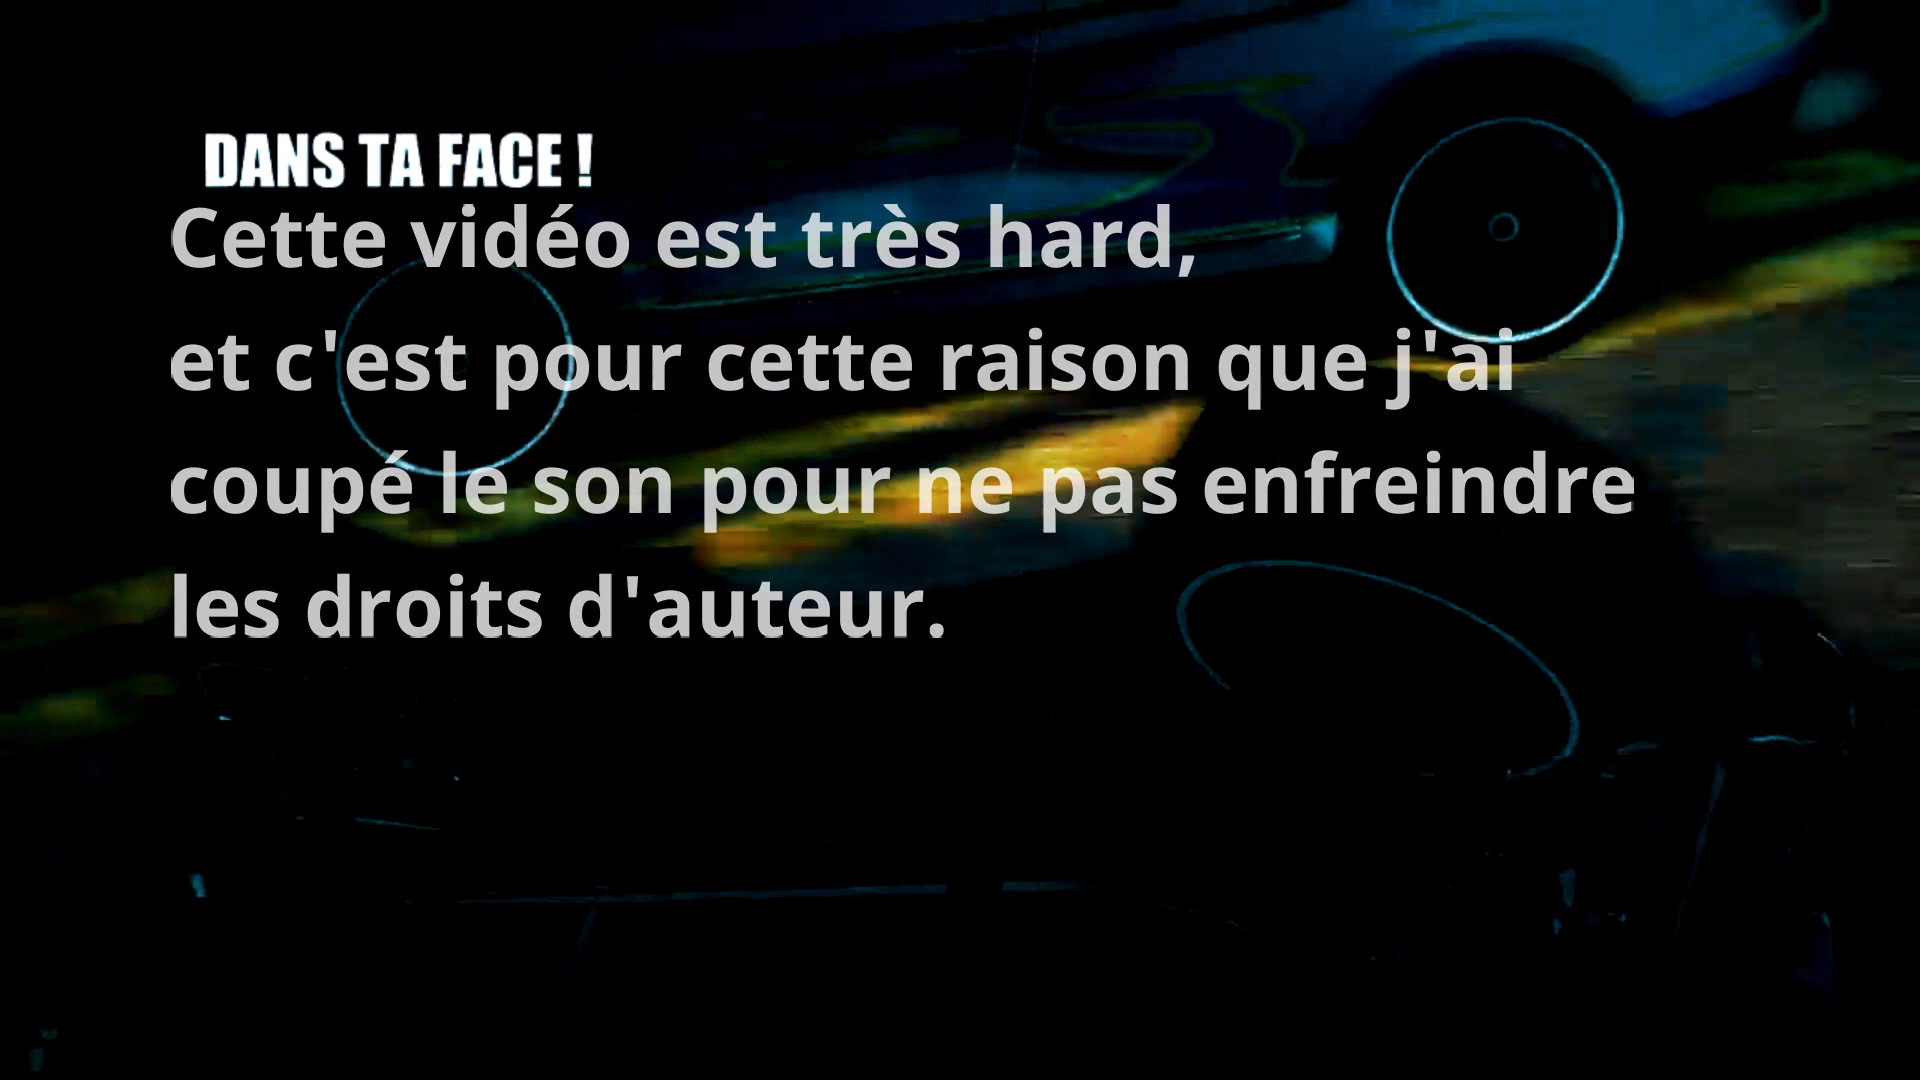 DANS TA FACE !
Cette vidéo est très hard,
et c'est pour cette raison que j'ai
coupé le son pour ne pas enfreindre
les droits d'auteur.